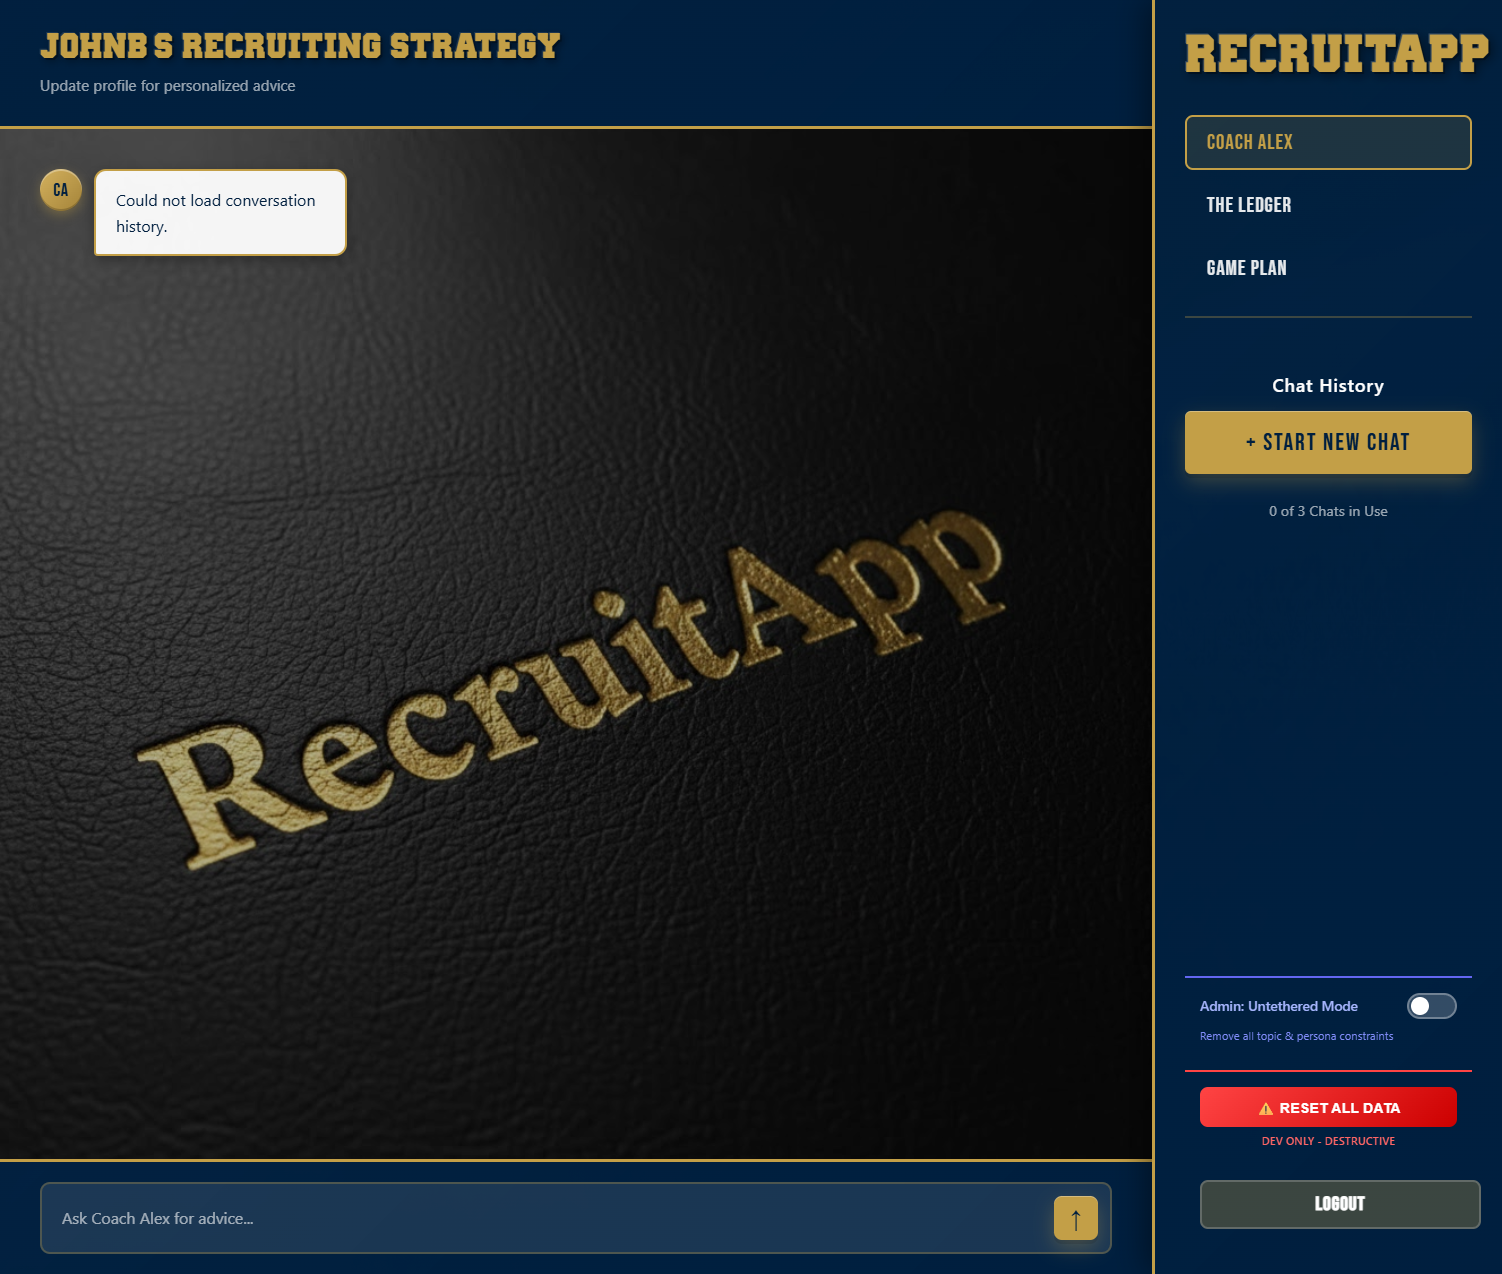 JOHNB S RECRUITING STRATEGY
Update profile for personalized advice
CA
Could not load conversation
history.
RecruitApp
Ask Coach Alex for advice...
↑
RECRUITAPP
COACH ALEX
THE LEDGER
GAME PLAN
Chat History
+ START NEW CHAT
0 of 3 Chats in Use
Admin: Untethered Mode
Remove all topic & persona constraints
⚠ RESET ALL DATA
DEV ONLY - DESTRUCTIVE
LOGOUT